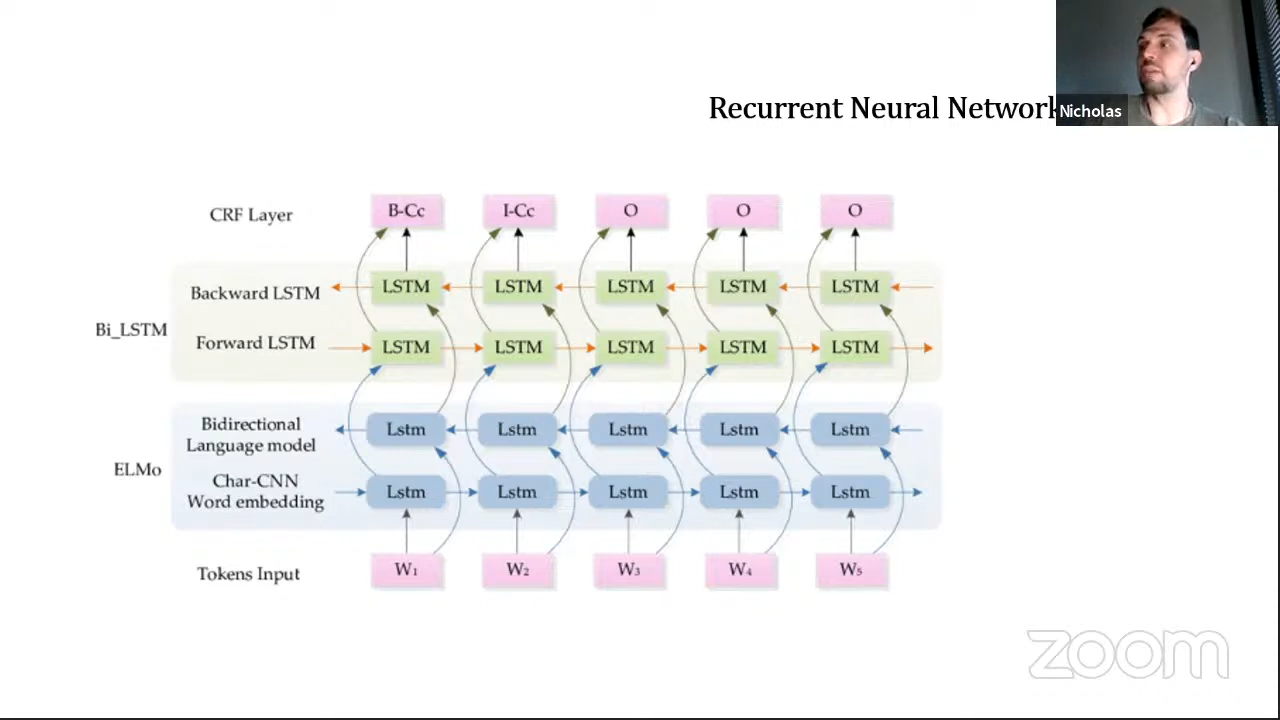 Recurrent Neural Network
Nicholas
CRF Layer B-Cc I-Cc O O O
Backward LSTM LSTM LSTM LSTM LSTM LSTM
Bi_LSTM
Forward LSTM LSTM LSTM LSTM LSTM LSTM
Bidirectional
Language model Lstm Lstm Lstm Lstm Lstm
ELMo
Char-CNN
Word embedding Lstm Lstm Lstm Lstm Lstm
Tokens Input W₁ W₂ W₃ W₄ W₅
zoom